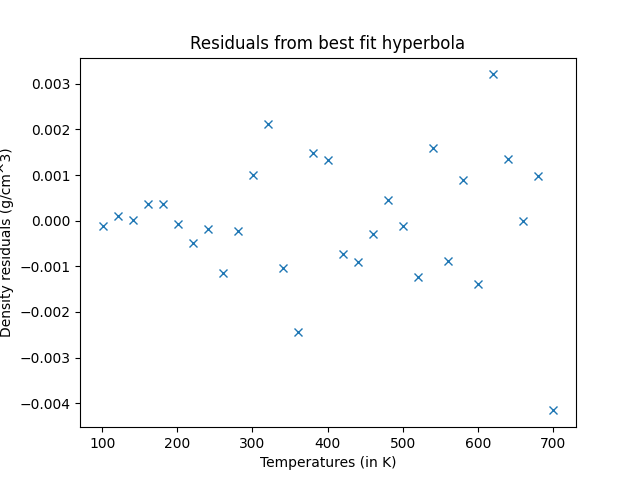 Residuals from best fit hyperbola
0.003
0.002
0.001
0.000
−0.001
−0.002
−0.003
−0.004
Density residuals (g/cm^3)
100 200 300 400 500 600 700
Temperatures (in K)